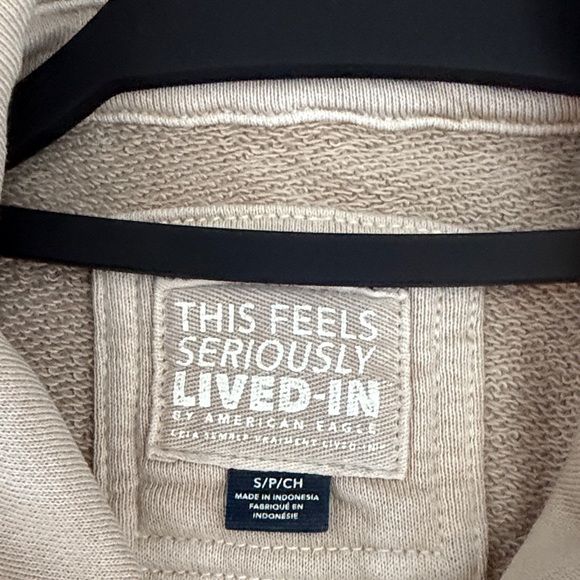 THIS FEELS
SERIOUSLY
LIVED-IN
BY AMERICAN EAGLE
CELA SEMBLE VRAIMENT LIVED-IN!
S/P/CH
MADE IN INDONESIA
FABRIQUÉ EN
INDONÉSIE